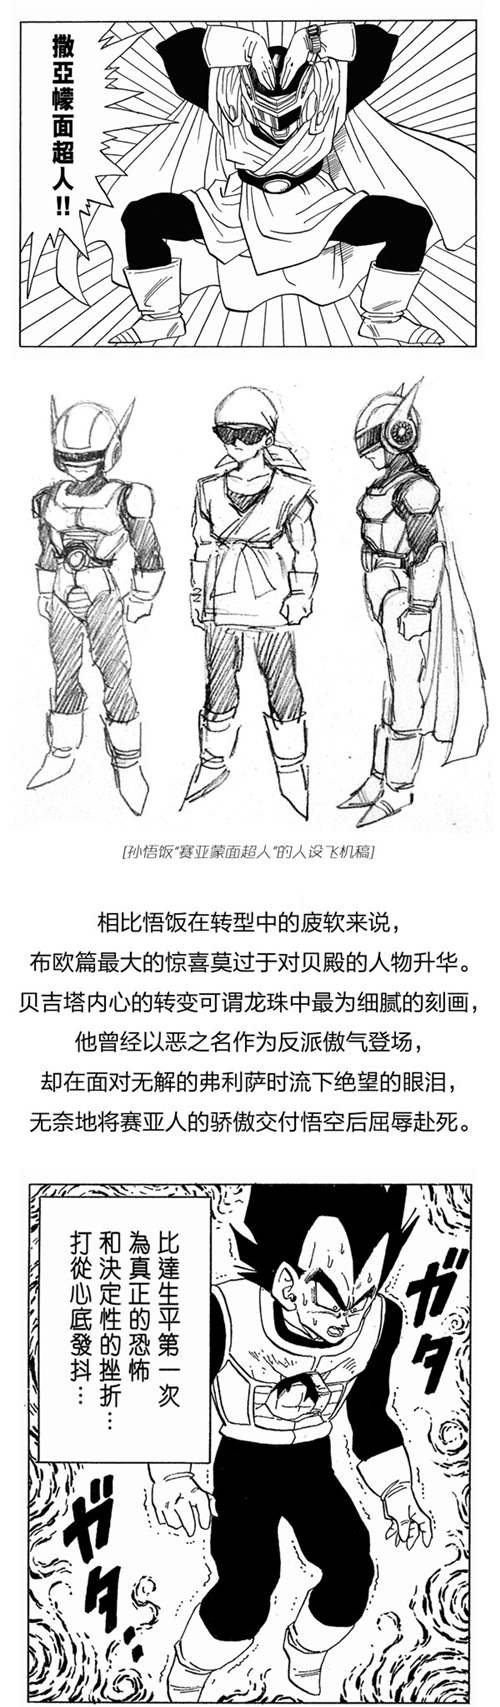 撒亞幪面超人!!
[孙悟饭“赛亚蒙面超人”的人设飞机稿]
相比悟饭在转型中的疲软来说，
布欧篇最大的惊喜莫过于对贝殿的人物升华。
贝吉塔内心的转变可谓龙珠中最为细腻的刻画，
他曾经以恶之名作为反派傲气登场，
却在面对无解的弗利萨时流下绝望的眼泪，
无奈地将赛亚人的骄傲交付悟空后屈辱赴死。
比達生平第一次
為真正的恐怖
和決定性的挫折…
打從心底發抖…
ガタ
ガタ